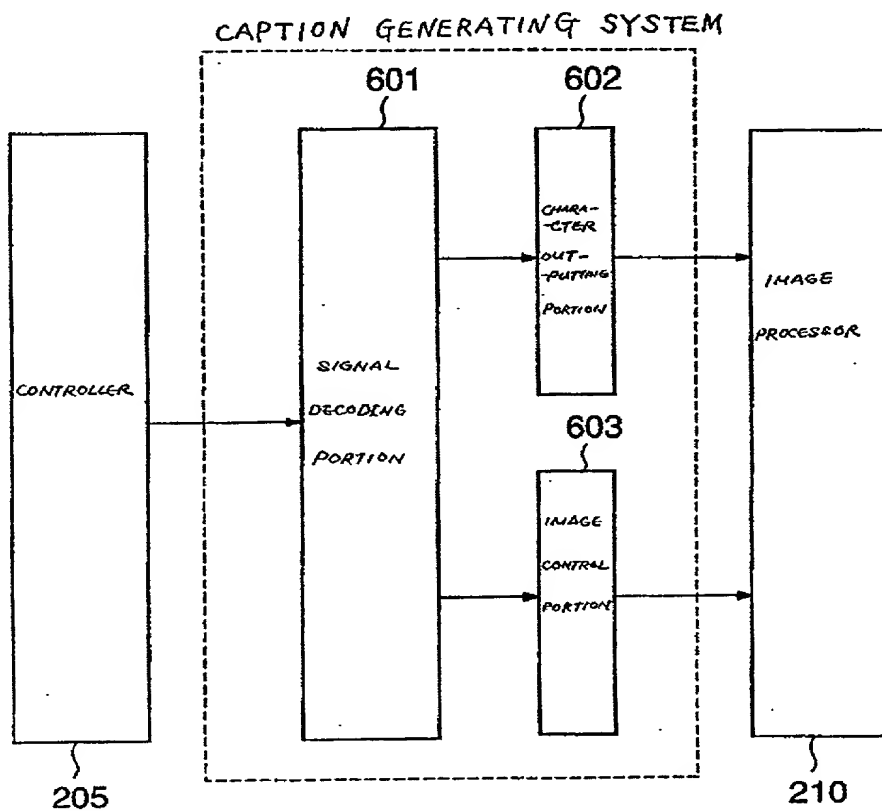 CAPTION GENERATING SYSTEM
601
602
CONTROLLER
SIGNAL
DECODING
PORTION
CHARA-
-CTER
OUT-
-PUTTING
PORTION
IMAGE
PROCESSOR
603
IMAGE
CONTROL
PORTION
205
210